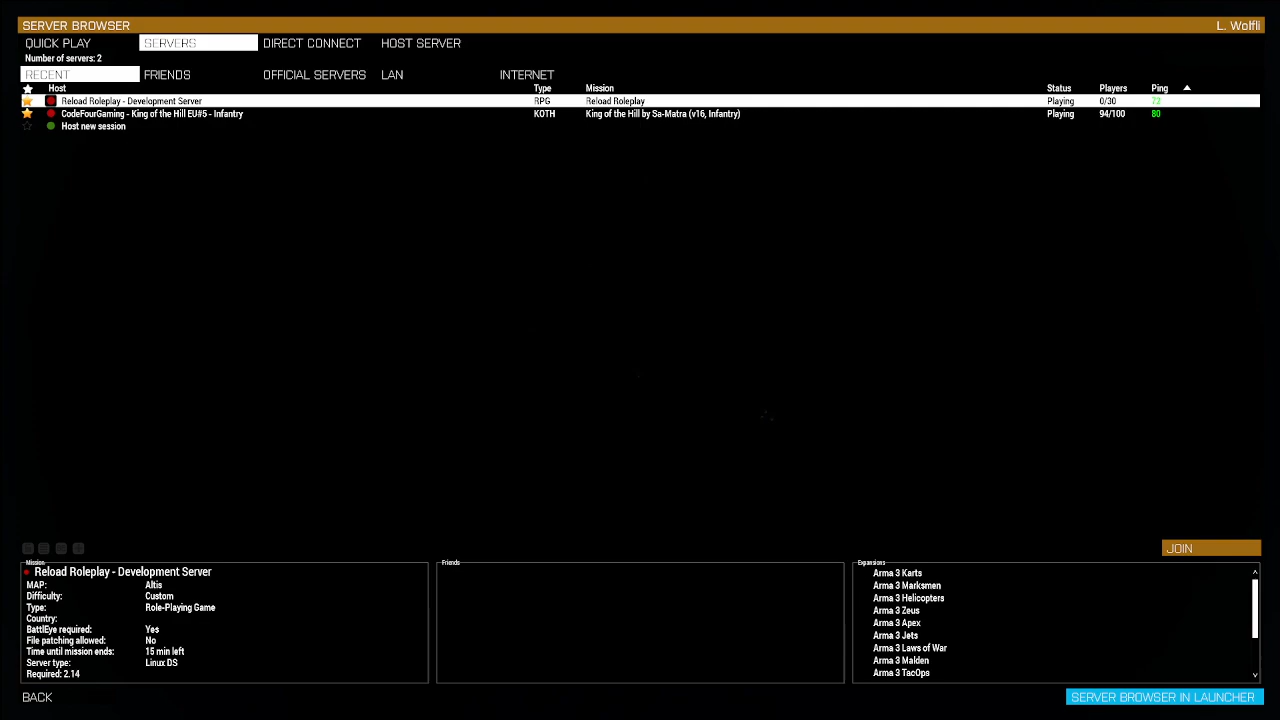 SERVER BROWSER L. Wolfli
QUICK PLAY SERVERS DIRECT CONNECT HOST SERVER
Number of servers: 2
RECENT FRIENDS OFFICIAL SERVERS LAN INTERNET
Host Type Mission Status Players Ping
Reload Roleplay - Development Server RPG Reload Roleplay Playing 0/30 72
CodeFourGaming - King of the Hill EU#5 - Infantry KOTH King of the Hill by Sa-Matra (v16, Infantry) Playing 94/100 80
Host new session
JOIN
Mission Friends Expansions
Reload Roleplay - Development Server
MAP: Altis
Difficulty: Custom
Type: Role-Playing Game
Country:
BattlEye required: Yes
File patching allowed: No
Time until mission ends: 15 min left
Server type: Linux DS
Required: 2.14
Arma 3 Karts
Arma 3 Marksmen
Arma 3 Helicopters
Arma 3 Zeus
Arma 3 Apex
Arma 3 Jets
Arma 3 Laws of War
Arma 3 Malden
Arma 3 TacOps
BACK SERVER BROWSER IN LAUNCHER